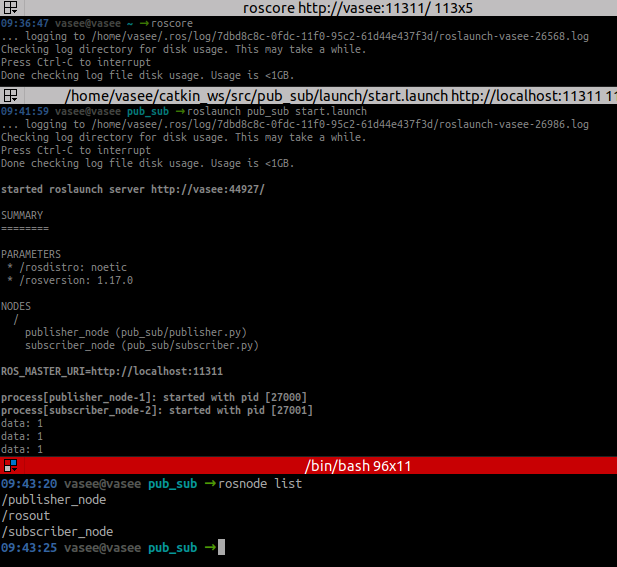 roscore http://vasee:11311/ 113x5
09:36:47 vasee@vasee ~ →roscore
... logging to /home/vasee/.ros/log/7dbd8c8c-0fdc-11f0-95c2-61d44e437f3d/roslaunch-vasee-26568.log
Checking log directory for disk usage. This may take a while.
Press Ctrl-C to interrupt
Done checking log file disk usage. Usage is <1GB.
/home/vasee/catkin_ws/src/pub_sub/launch/start.launch http://localhost:11311 11
09:41:59 vasee@vasee pub_sub →roslaunch pub_sub start.launch
... logging to /home/vasee/.ros/log/7dbd8c8c-0fdc-11f0-95c2-61d44e437f3d/roslaunch-vasee-26986.log
Checking log directory for disk usage. This may take a while.
Press Ctrl-C to interrupt
Done checking log file disk usage. Usage is <1GB.
started roslaunch server http://vasee:44927/
SUMMARY
========
PARAMETERS
 * /rosdistro: noetic
 * /rosversion: 1.17.0
NODES
  /
    publisher_node (pub_sub/publisher.py)
    subscriber_node (pub_sub/subscriber.py)
ROS_MASTER_URI=http://localhost:11311
process[publisher_node-1]: started with pid [27000]
process[subscriber_node-2]: started with pid [27001]
data: 1
data: 1
data: 1
/bin/bash 96x11
09:43:20 vasee@vasee pub_sub →rosnode list
/publisher_node
/rosout
/subscriber_node
09:43:25 vasee@vasee pub_sub →